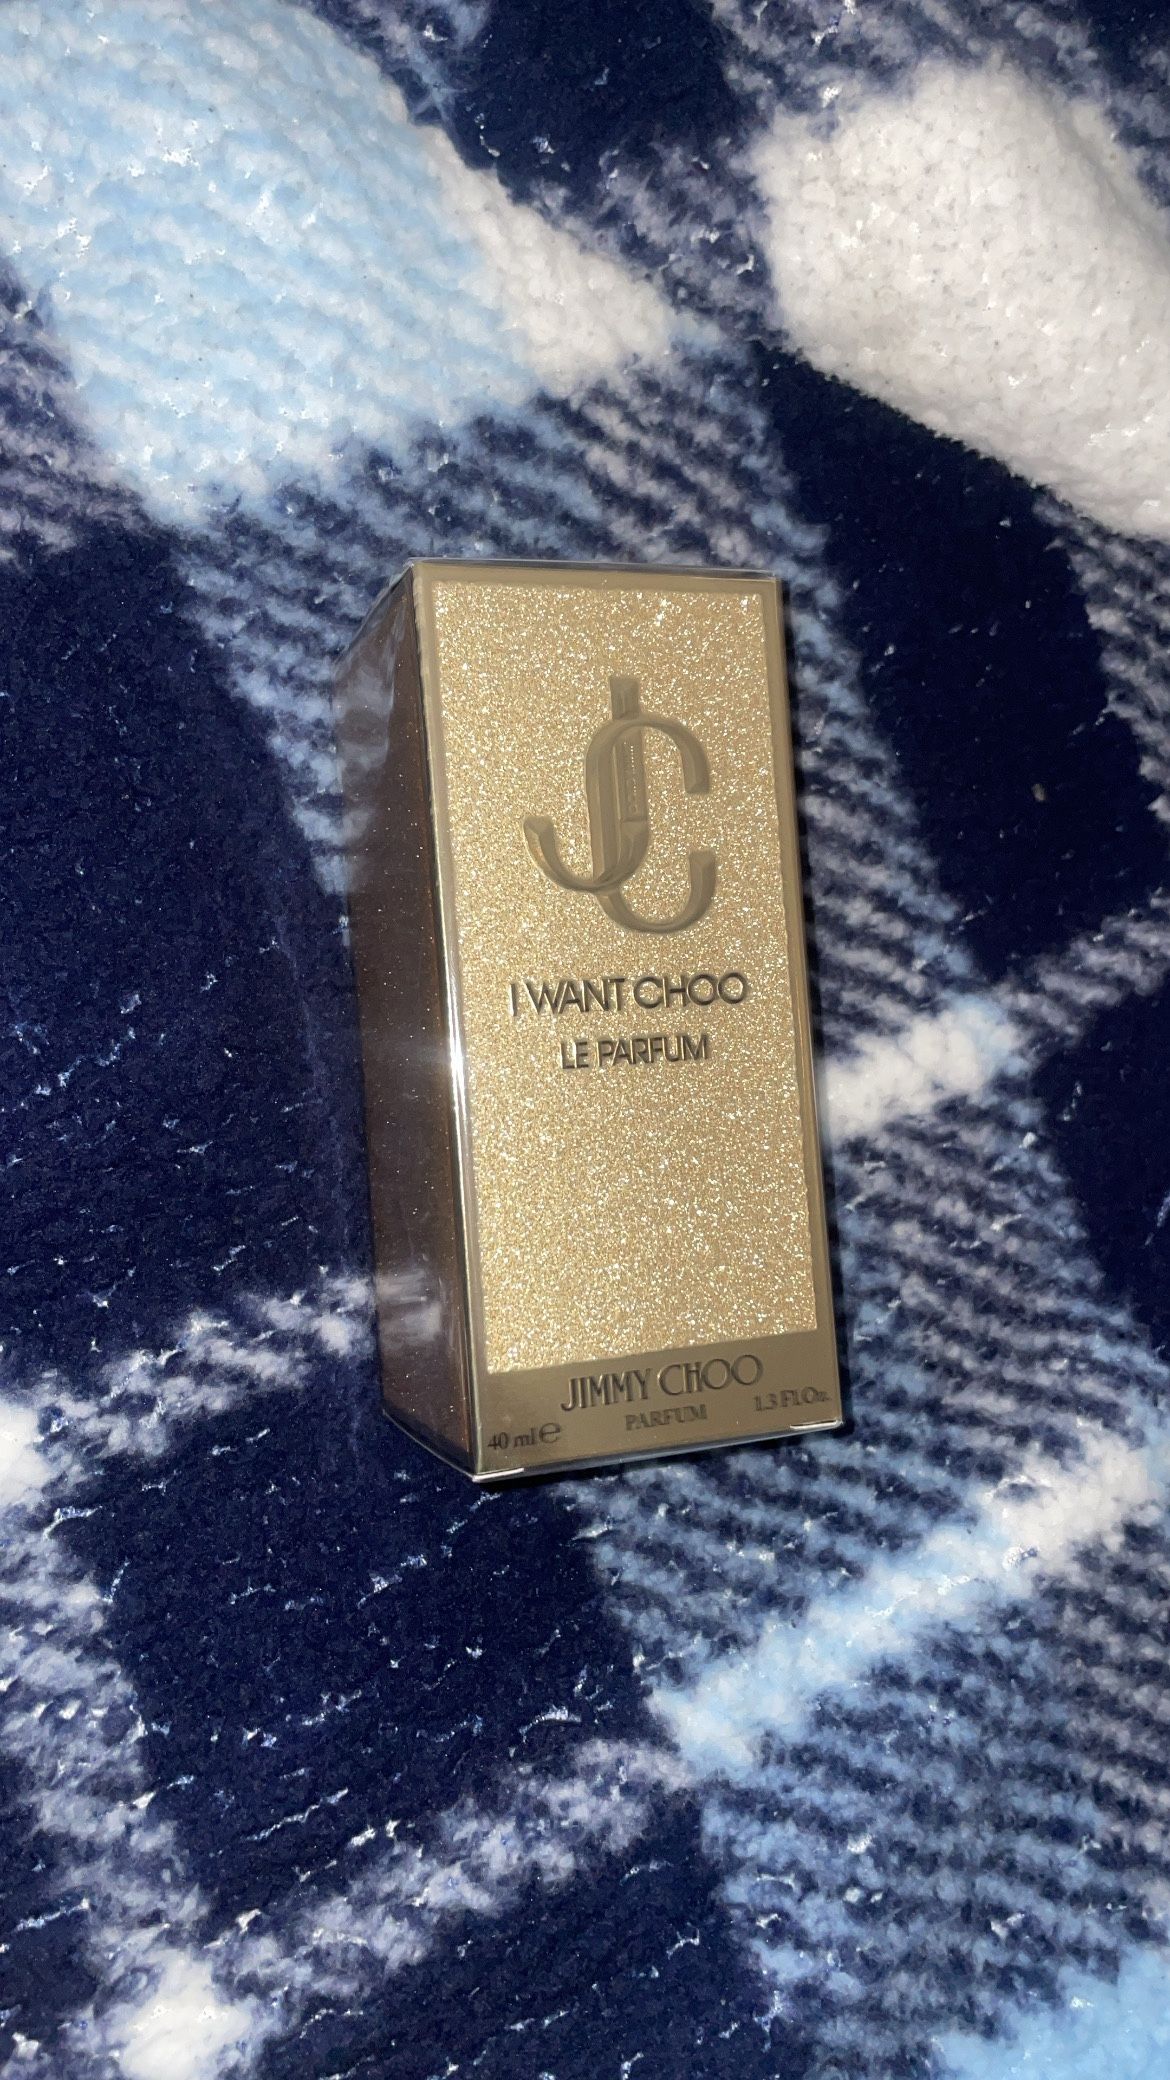 JC
I WANT CHOO
LE PARFUM
JIMMY CHOO
PARFUM
40 ml e 1.3 Fl.Oz.